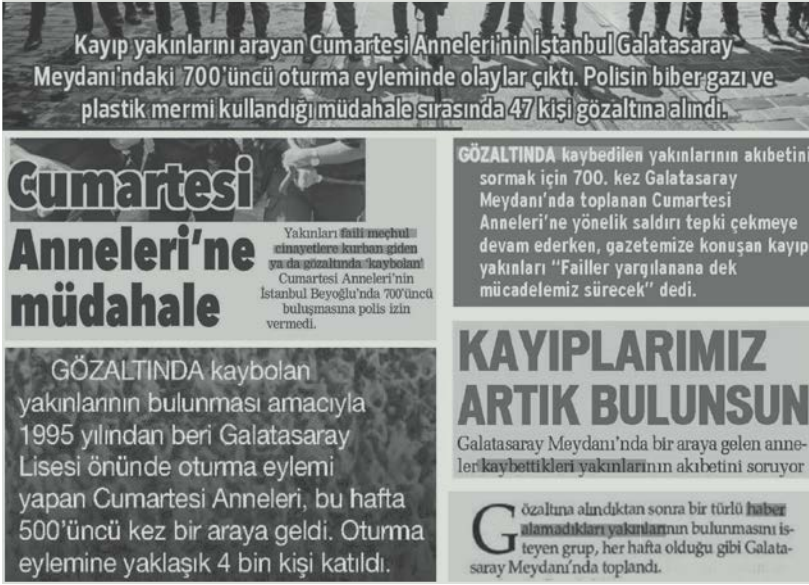 Kayıp yakınlarını arayan Cumartesi Anneleri'nin İstanbul Galatasaray
Meydanı'ndaki 700'üncü oturma eyleminde olaylar çıktı. Polisin biber gazı ve
plastik mermi kullandığı müdahale sırasında 47 kişi gözaltına alındı.
Cumartesi
Anneleri'ne
müdahale
Yakınları faili meçhul
cinayetlere kurban giden
ya da gözaltında 'kaybolan'
Cumartesi Anneleri'nin
İstanbul Beyoğlu'nda 700'üncü
buluşmasına polis izin
vermedi.
GÖZALTINDA kaybolan
yakınlarının bulunması amacıyla
1995 yılından beri Galatasaray
Lisesi önünde oturma eylemi
yapan Cumartesi Anneleri, bu hafta
500'üncü kez bir araya geldi. Oturma
eylemine yaklaşık 4 bin kişi katıldı.
GÖZALTINDA kaybedilen yakınlarının akıbetini
sormak için 700. kez Galatasaray
Meydanı'nda toplanan Cumartesi
Anneleri'ne yönelik saldırı tepki çekmeye
devam ederken, gazetemize konuşan kayıp
yakınları "Failler yargılanana dek
mücadelemiz sürecek" dedi.
KAYIPLARIMIZ
ARTIK BULUNSUN
Galatasaray Meydanı'nda bir araya gelen anne-
ler kaybettikleri yakınlarının akıbetini soruyor
Gözaltına alındıktan sonra bir türlü haber
alamadıkları yakınlarının bulunmasını is-
teyen grup, her hafta olduğu gibi Galata-
saray Meydanı'nda toplandı.